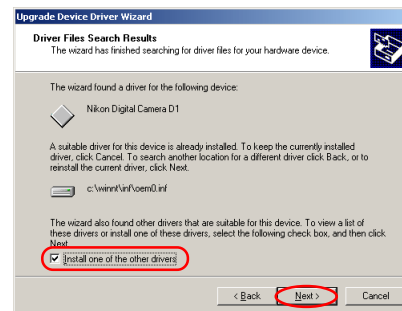 Upgrade Device Driver Wizard
Driver Files Search Results
The wizard has finished searching for driver files for your hardware device.
The wizard found a driver for the following device:
Nikon Digital Camera D1
A suitable driver for this device is already installed. To keep the currently installed
driver, click Cancel. To search another location for a different driver click Back, or to
reinstall the current driver, click Next.
c:\winnt\inf\oem0.inf
The wizard also found other drivers that are suitable for this device. To view a list of
these drivers or install one of these drivers, select the following check box, and then click
Next.
Install one of the other drivers
< Back
Next >
Cancel